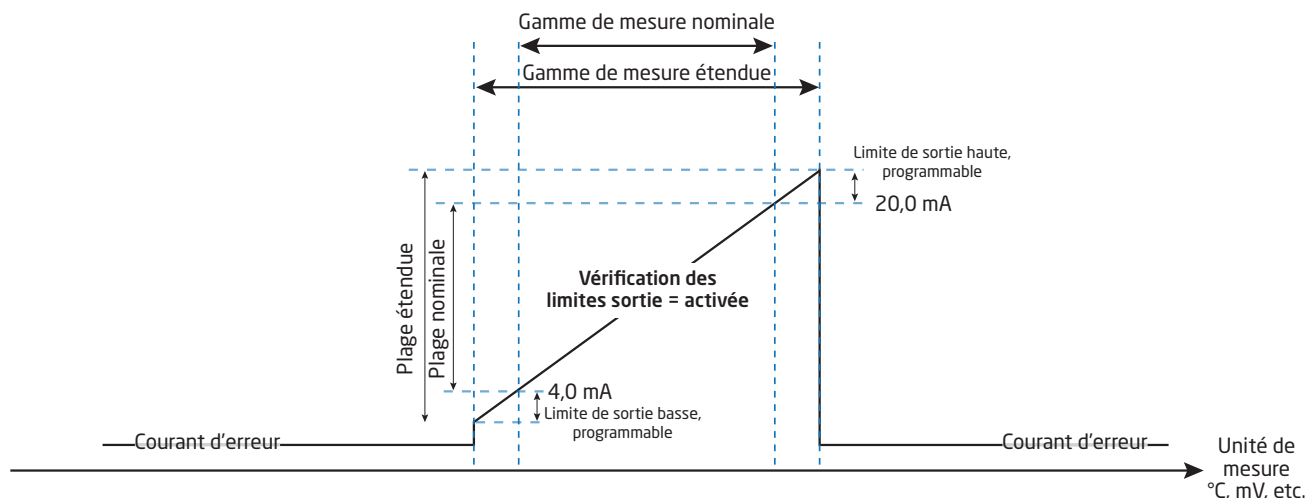 Gamme de mesure nominale
Gamme de mesure étendue
Limite de sortie haute,
programmable
20,0 mA
Plage étendue
Plage nominale
Vérification des
limites sortie = activée
4,0 mA
Limite de sortie basse,
programmable
Courant d'erreur
Courant d'erreur
Unité de
mesure
°C, mV, etc.